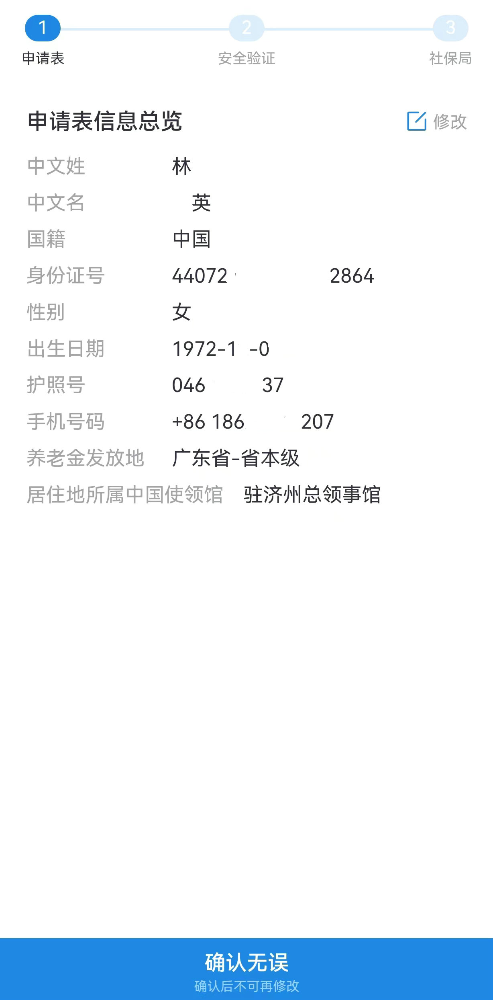 1 2 3
申请表 安全验证 社保局
申请表信息总览 修改
中文姓 林
中文名 英
国籍 中国
身份证号 44072 2864
性别 女
出生日期 1972-1 -0
护照号 046 37
手机号码 +86 186 207
养老金发放地 广东省-省本级
居住地所属中国使领馆 驻济州总领事馆
确认无误
确认后不可再修改